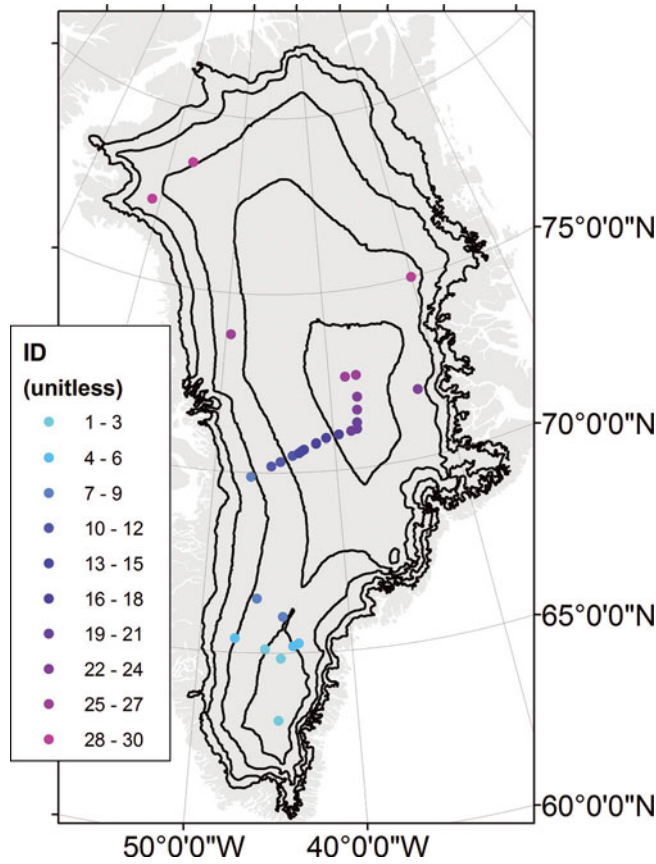 75°0'0"N
ID
(unitless)
1 - 3
4 - 6
7 - 9
10 - 12
13 - 15
16 - 18
19 - 21
22 - 24
25 - 27
28 - 30
70°0'0"N
65°0'0"N
60°0'0"N
50°0'0"W
40°0'0"W